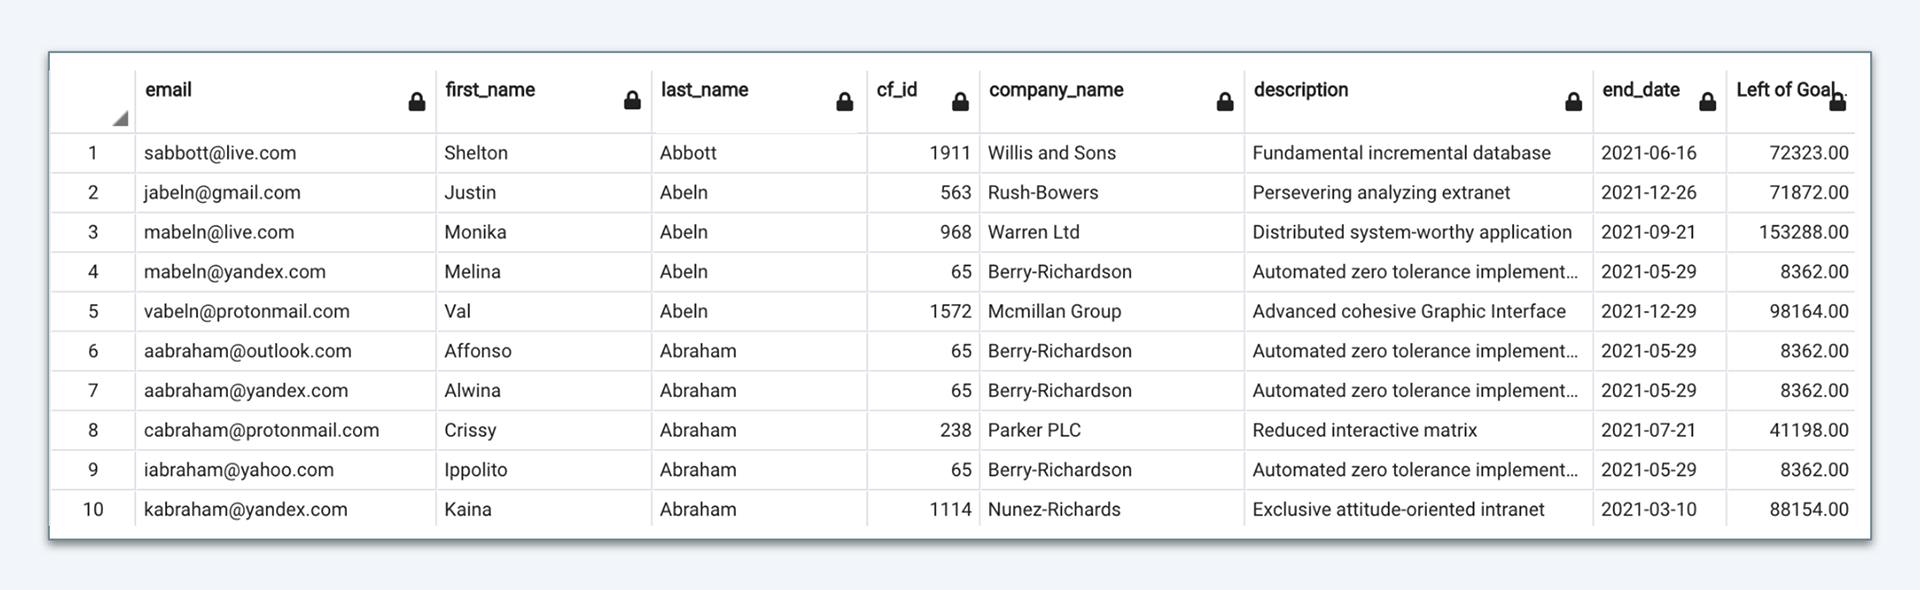 email first_name last_name cf_id company_name description end_date Left of Goal..
1 sabbott@live.com Shelton Abbott 1911 Willis and Sons Fundamental incremental database 2021-06-16 72323.00
2 jabeln@gmail.com Justin Abeln 563 Rush-Bowers Persevering analyzing extranet 2021-12-26 71872.00
3 mabeln@live.com Monika Abeln 968 Warren Ltd Distributed system-worthy application 2021-09-21 153288.00
4 mabeln@yandex.com Melina Abeln 65 Berry-Richardson Automated zero tolerance implement... 2021-05-29 8362.00
5 vabeln@protonmail.com Val Abeln 1572 Mcmillan Group Advanced cohesive Graphic Interface 2021-12-29 98164.00
6 aabraham@outlook.com Affonso Abraham 65 Berry-Richardson Automated zero tolerance implement... 2021-05-29 8362.00
7 aabraham@yandex.com Alwina Abraham 65 Berry-Richardson Automated zero tolerance implement... 2021-05-29 8362.00
8 cabraham@protonmail.com Crissy Abraham 238 Parker PLC Reduced interactive matrix 2021-07-21 41198.00
9 iabraham@yahoo.com Ippolito Abraham 65 Berry-Richardson Automated zero tolerance implement... 2021-05-29 8362.00
10 kabraham@yandex.com Kaina Abraham 1114 Nunez-Richards Exclusive attitude-oriented intranet 2021-03-10 88154.00